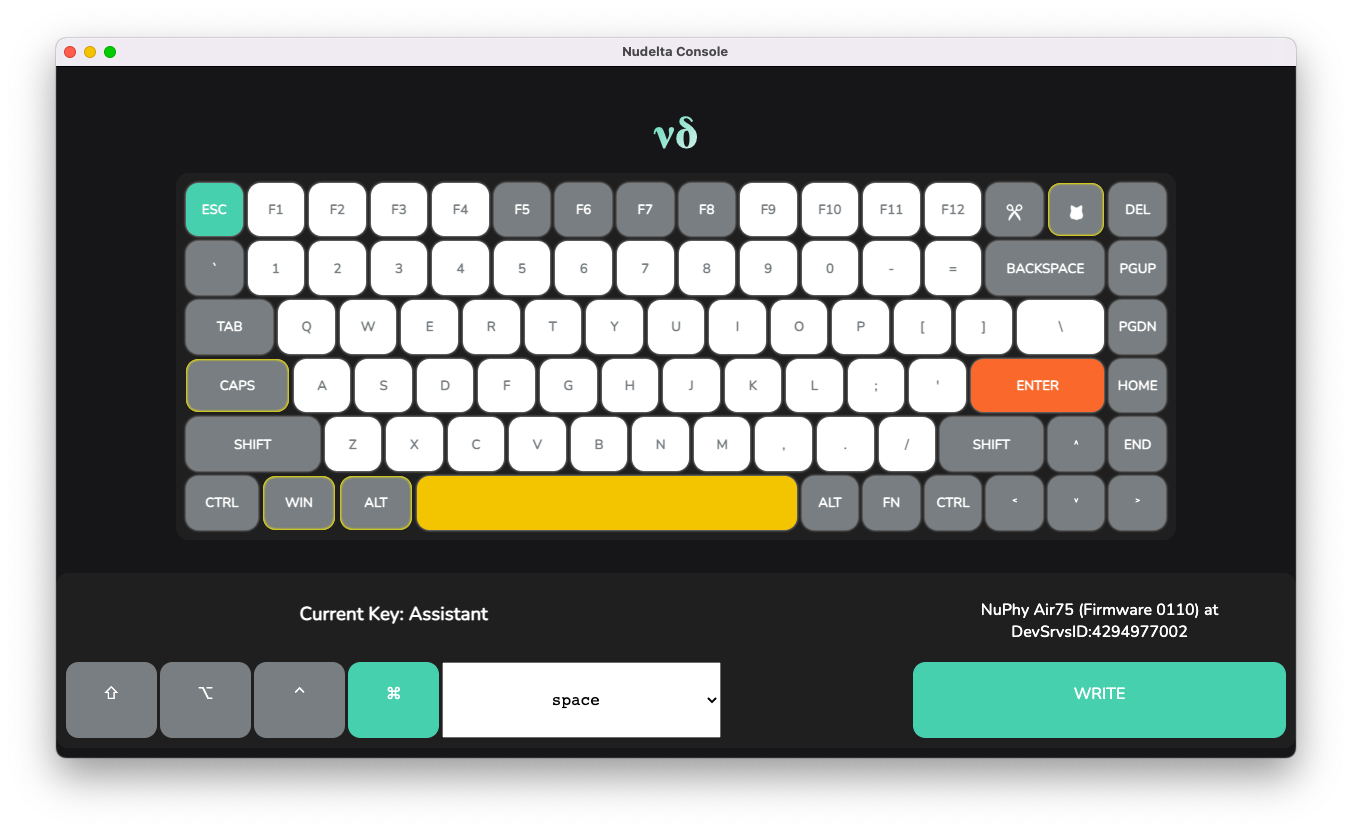 Nudelta Console
νδ
ESC F1 F2 F3 F4 F5 F6 F7 F8 F9 F10 F11 F12 DEL
` 1 2 3 4 5 6 7 8 9 0 - = BACKSPACE PGUP
TAB Q W E R T Y U I O P [ ] \ PGDN
CAPS A S D F G H J K L ; ' ENTER HOME
SHIFT Z X C V B N M , . / SHIFT ^ END
CTRL WIN ALT ALT FN CTRL < ˅ >
Current Key: Assistant
NuPhy Air75 (Firmware 0110) at
DevSrvsID:4294977002
⇧ ⌥ ^ ⌘ space WRITE